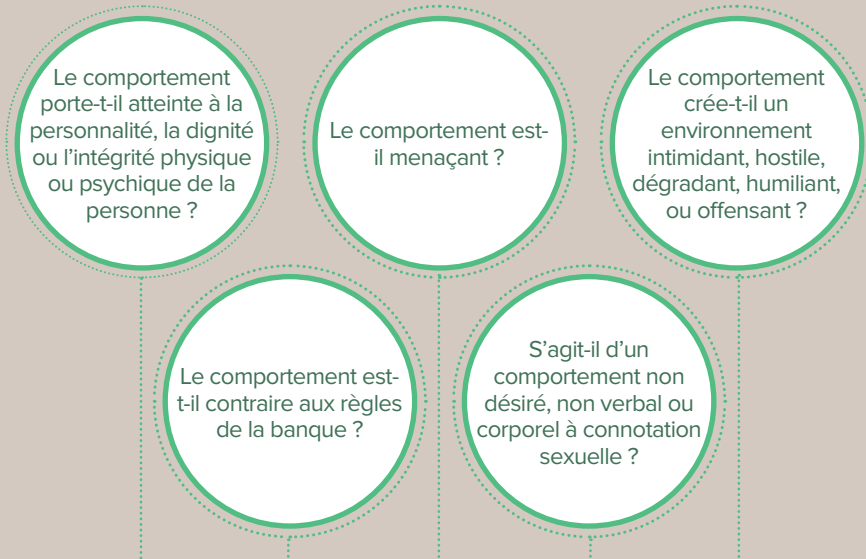 Le comportement
porte-t-il atteinte à la
personnalité, la dignité
ou l’intégrité physique
ou psychique de la
personne ?
Le comportement est-
il menaçant ?
Le comportement
crée-t-il un
environnement
intimidant, hostile,
dégradant, humiliant,
ou offensant ?
Le comportement est-
t-il contraire aux règles
de la banque ?
S’agit-il d’un
comportement non
désiré, non verbal ou
corporel à connotation
sexuelle ?